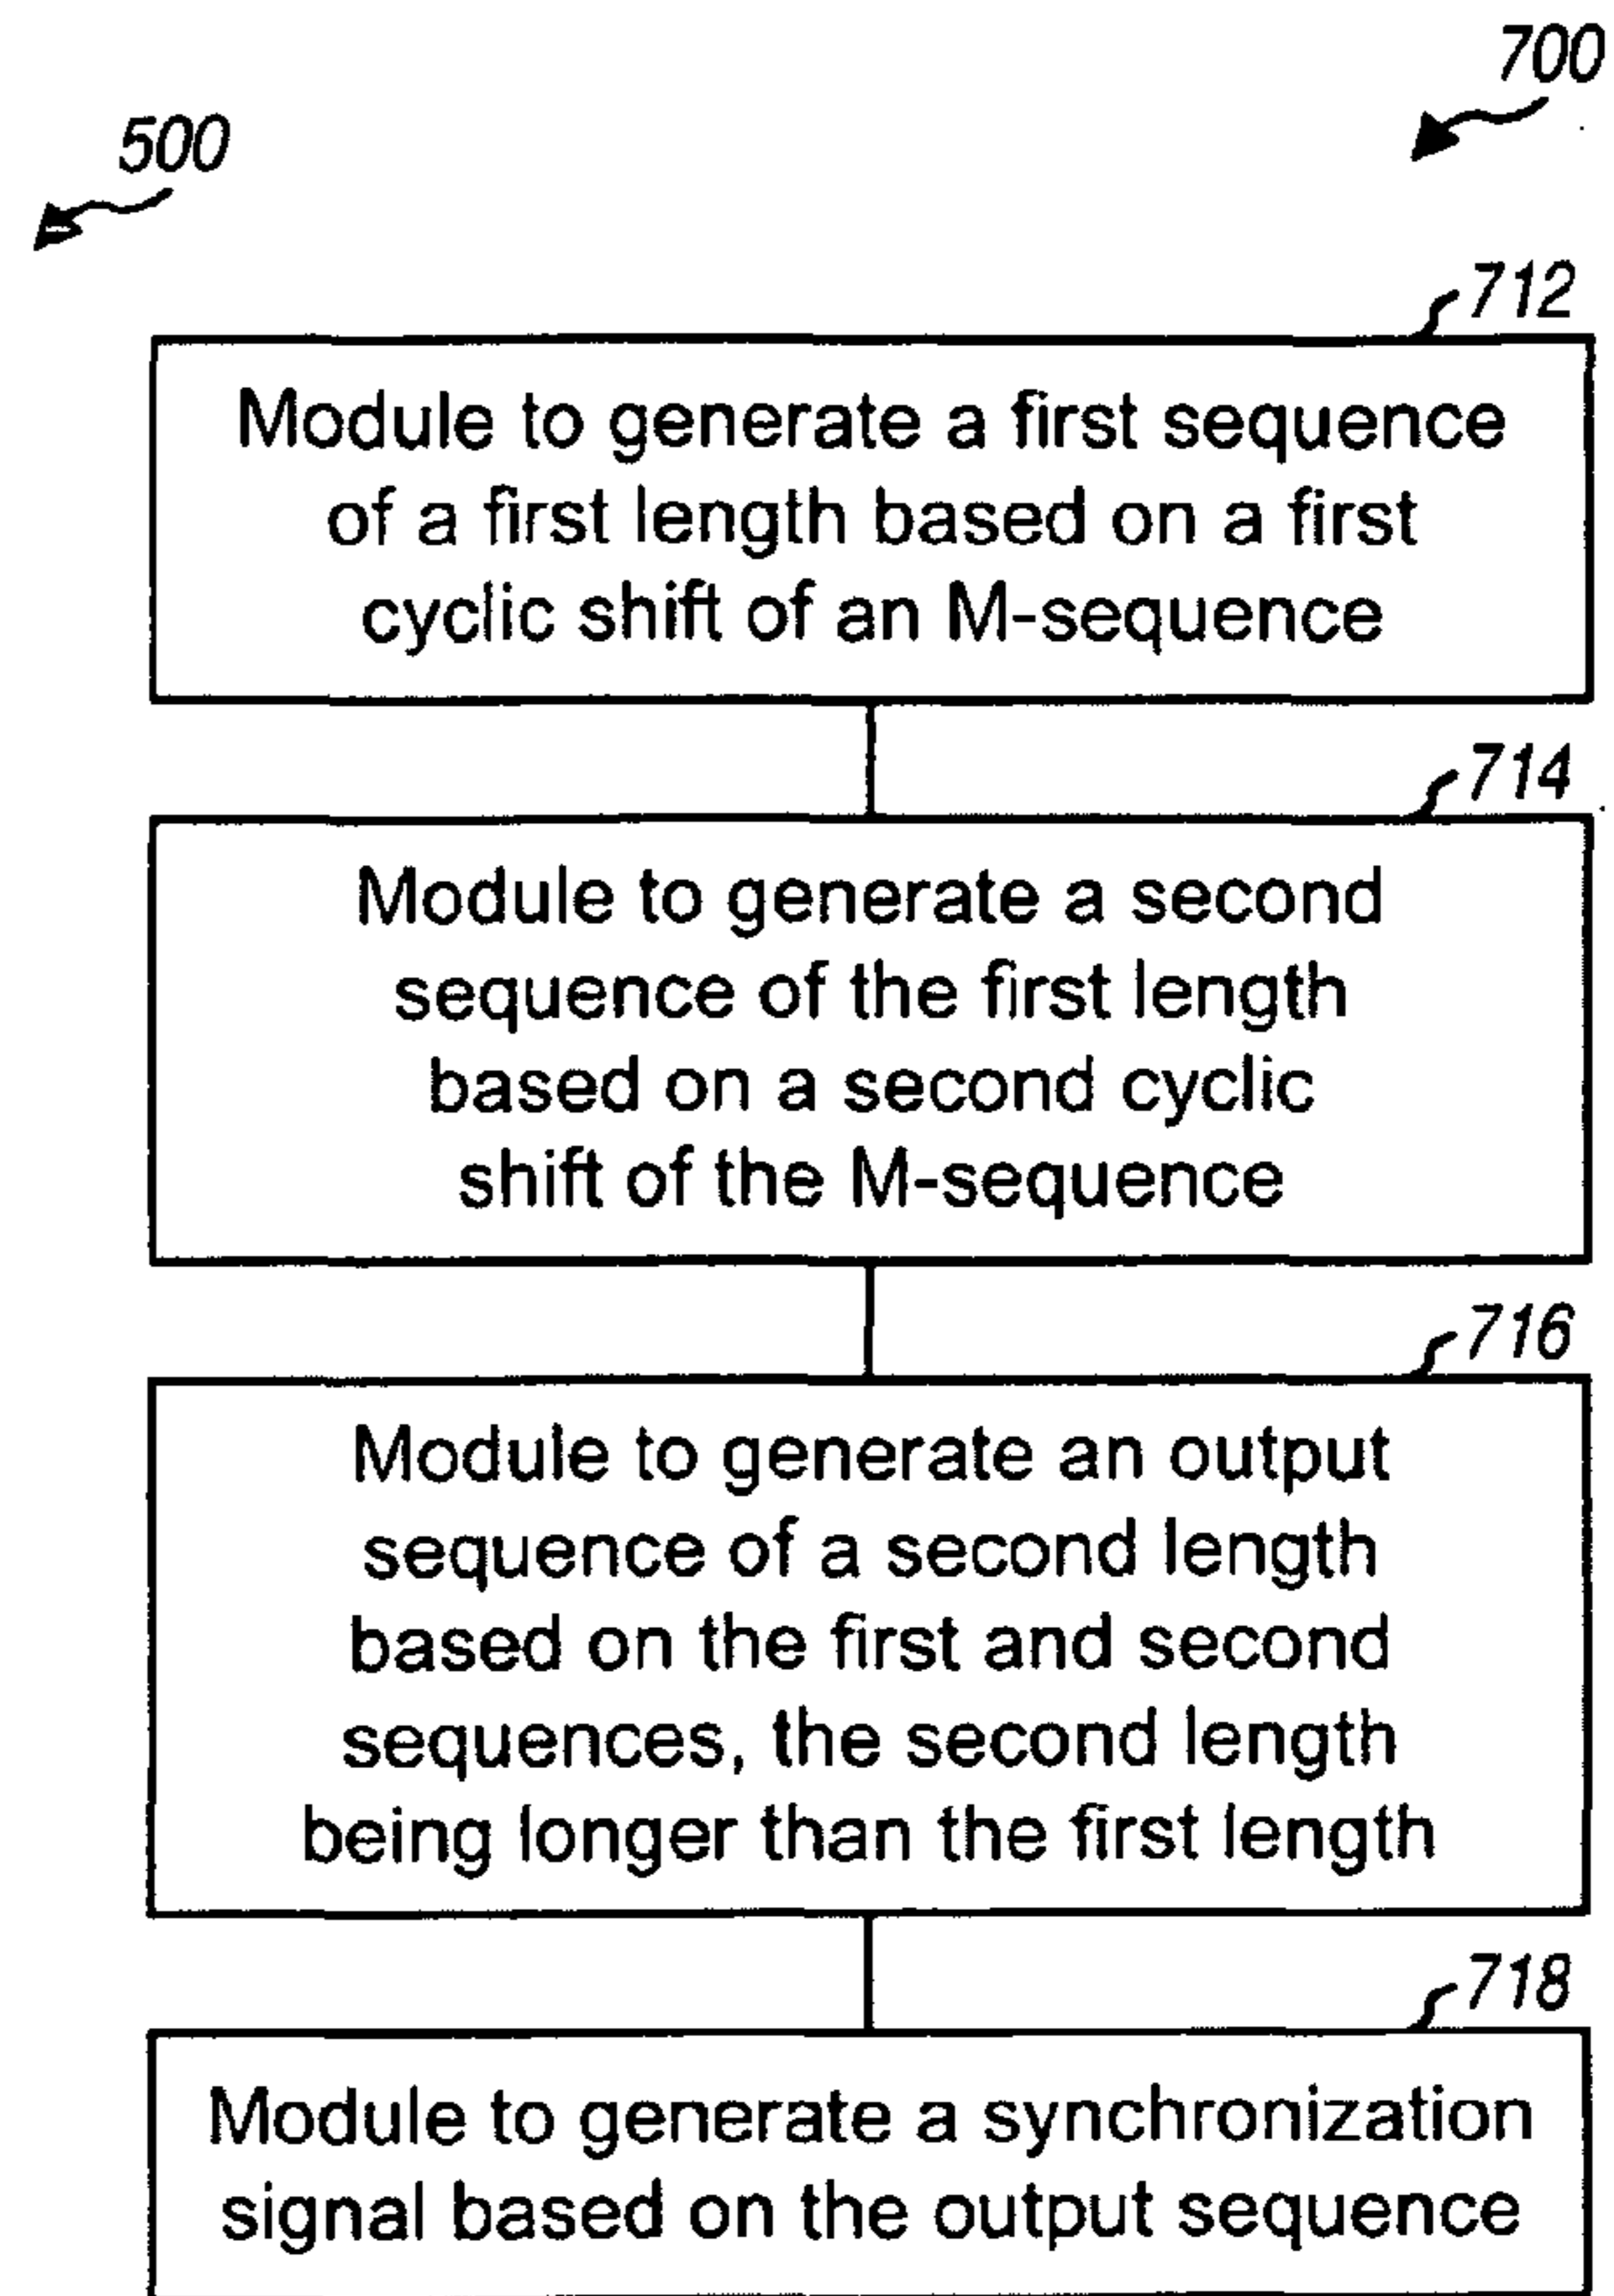 700
500
712
Module to generate a first sequence
of a first length based on a first
cyclic shift of an M-sequence
714
Module to generate a second
sequence of the first length
based on a second cyclic
shift of the M-sequence
716
Module to generate an output
sequence of a second length
based on the first and second
sequences, the second length
being longer than the first length
718
Module to generate a synchronization
signal based on the output sequence